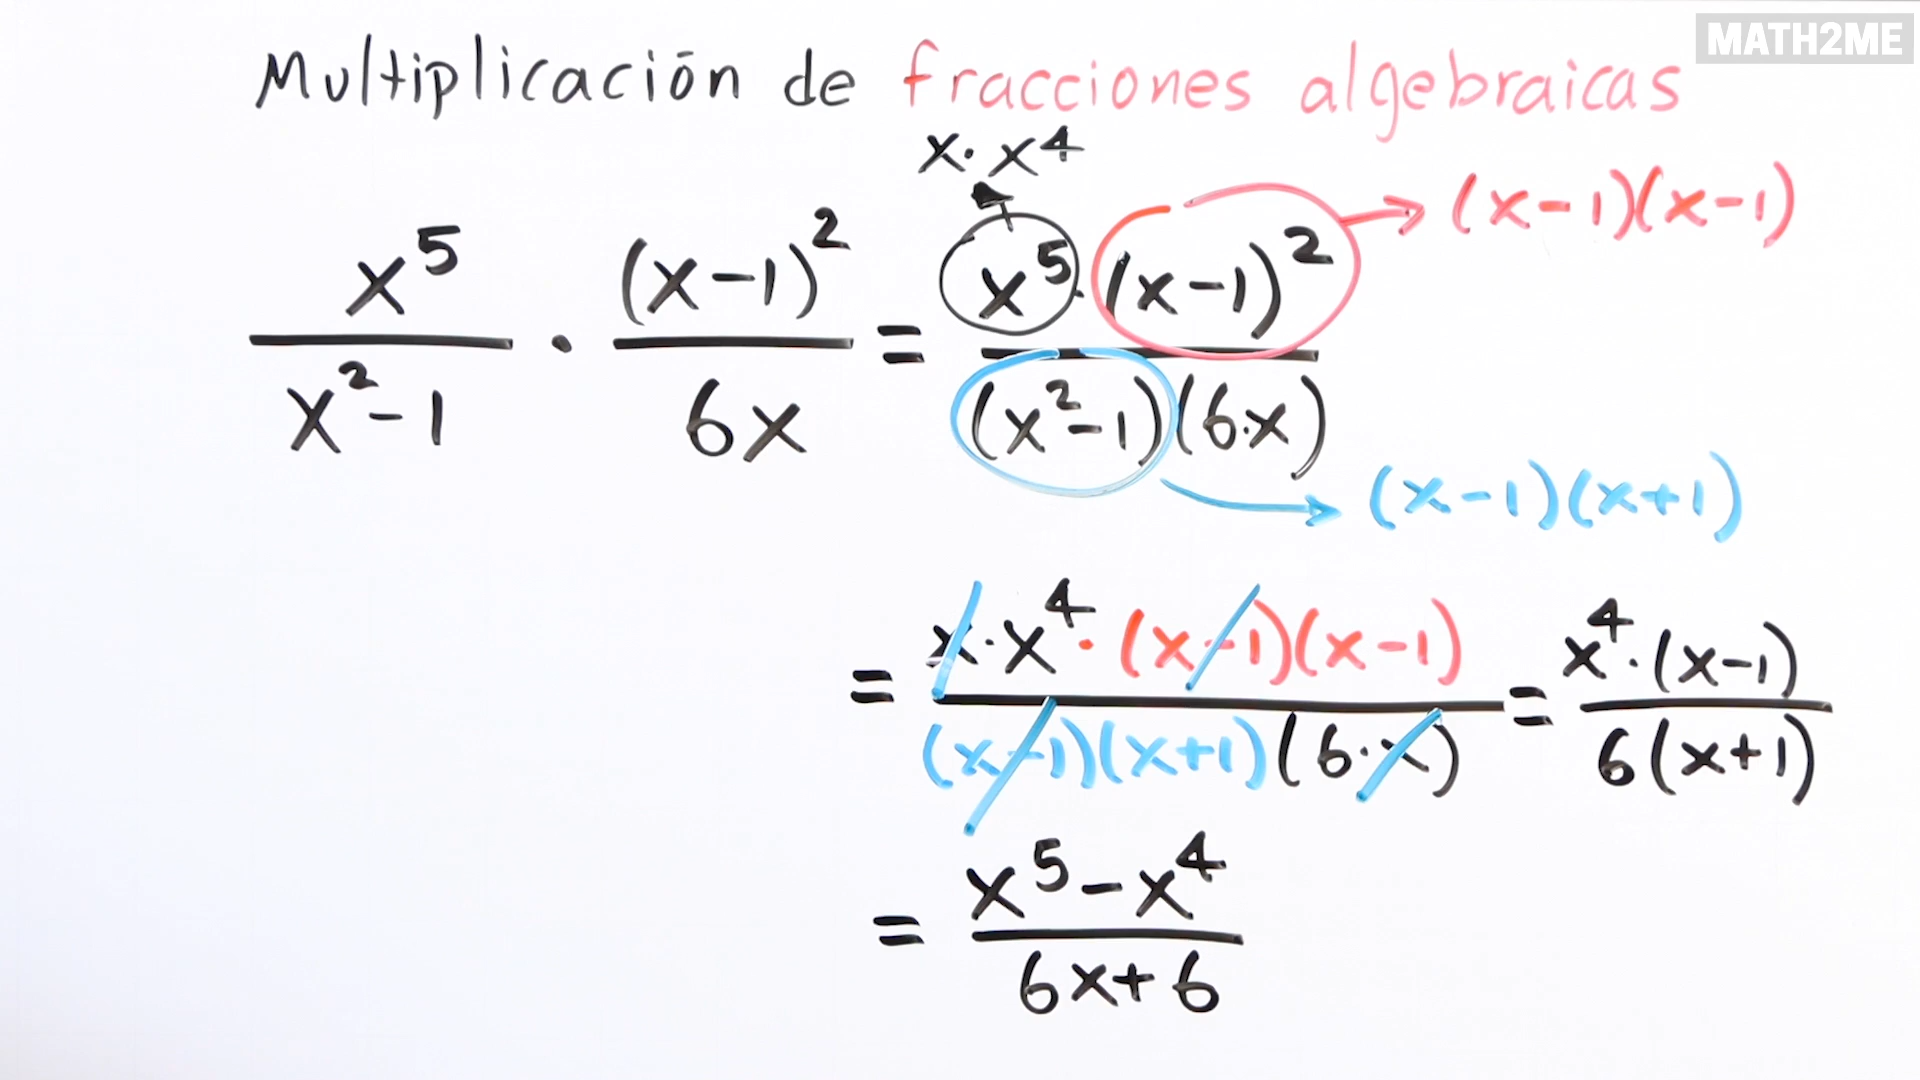 MATH2ME
Multiplicación de fracciones algebraicas
x · x⁴
x⁵/(x²-1) · (x-1)²/(6x) = x⁵·(x-1)²/((x²-1)(6·x))
(x-1)(x-1)
(x-1)(x+1)
= x·x⁴·(x-1)(x-1)/((x-1)(x+1)(6·x)) = x⁴·(x-1)/(6(x+1))
= (x⁵-x⁴)/(6x+6)